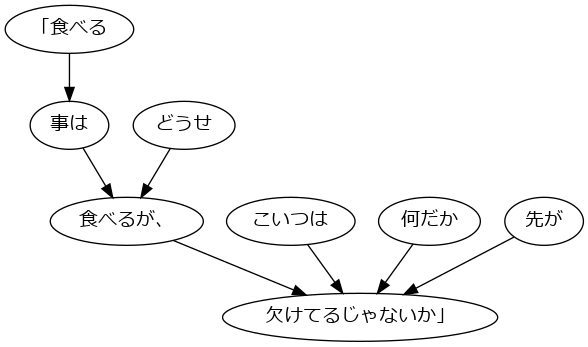 「食べる
事は
どうせ
食べるが、
こいつは
何だか
先が
欠けてるじゃないか」